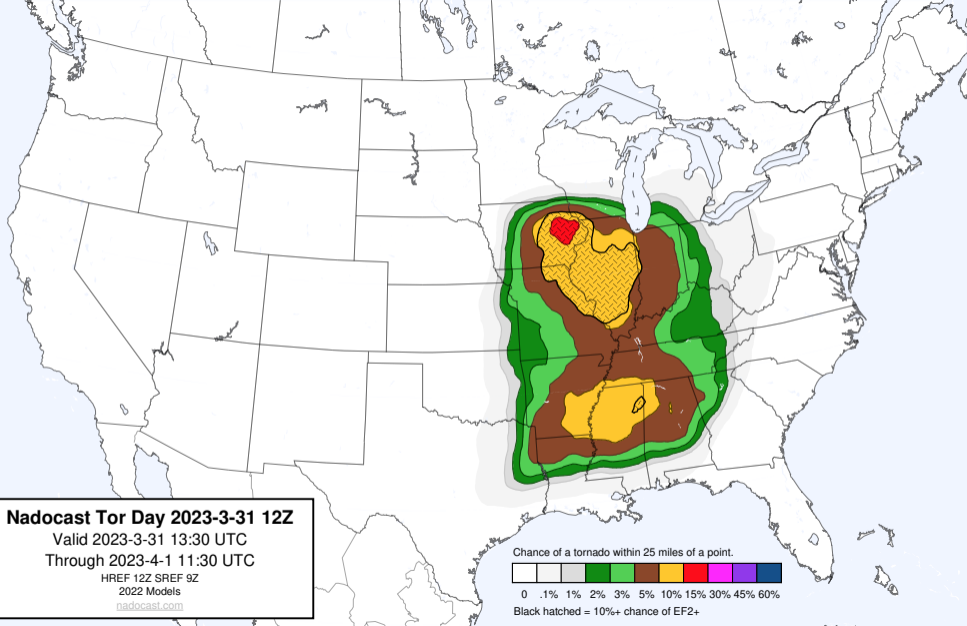 Nadocast Tor Day 2023-3-31 12Z
Valid 2023-3-31 13:30 UTC
Through 2023-4-1 11:30 UTC
HREF 12Z SREF 9Z
2022 Models
nadocast.com
Chance of a tornado within 25 miles of a point.
0 .1% 1% 2% 3% 5% 10% 15% 30% 45% 60%
Black hatched = 10%+ chance of EF2+